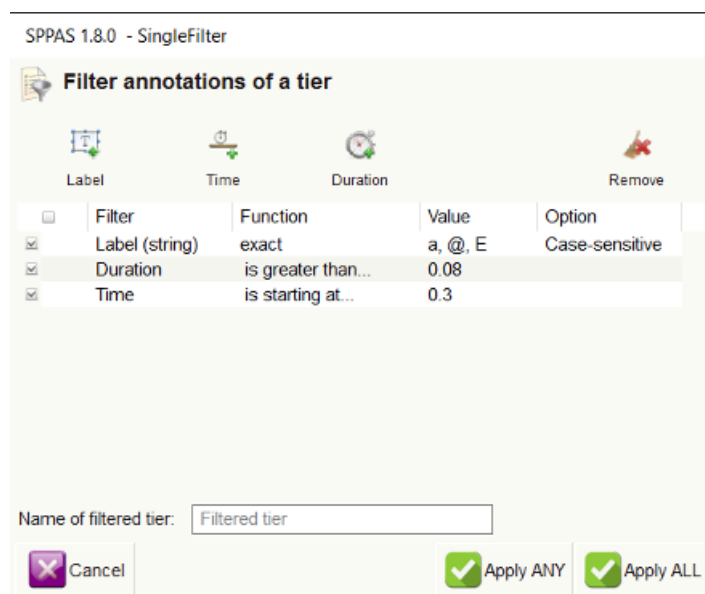 SPPAS 1.8.0 - SingleFilter
Filter annotations of a tier
Label Time Duration Remove
Filter Function Value Option
Label (string) exact a, @, E Case-sensitive
Duration is greater than... 0.08
Time is starting at... 0.3
Name of filtered tier: Filtered tier
Cancel Apply ANY Apply ALL